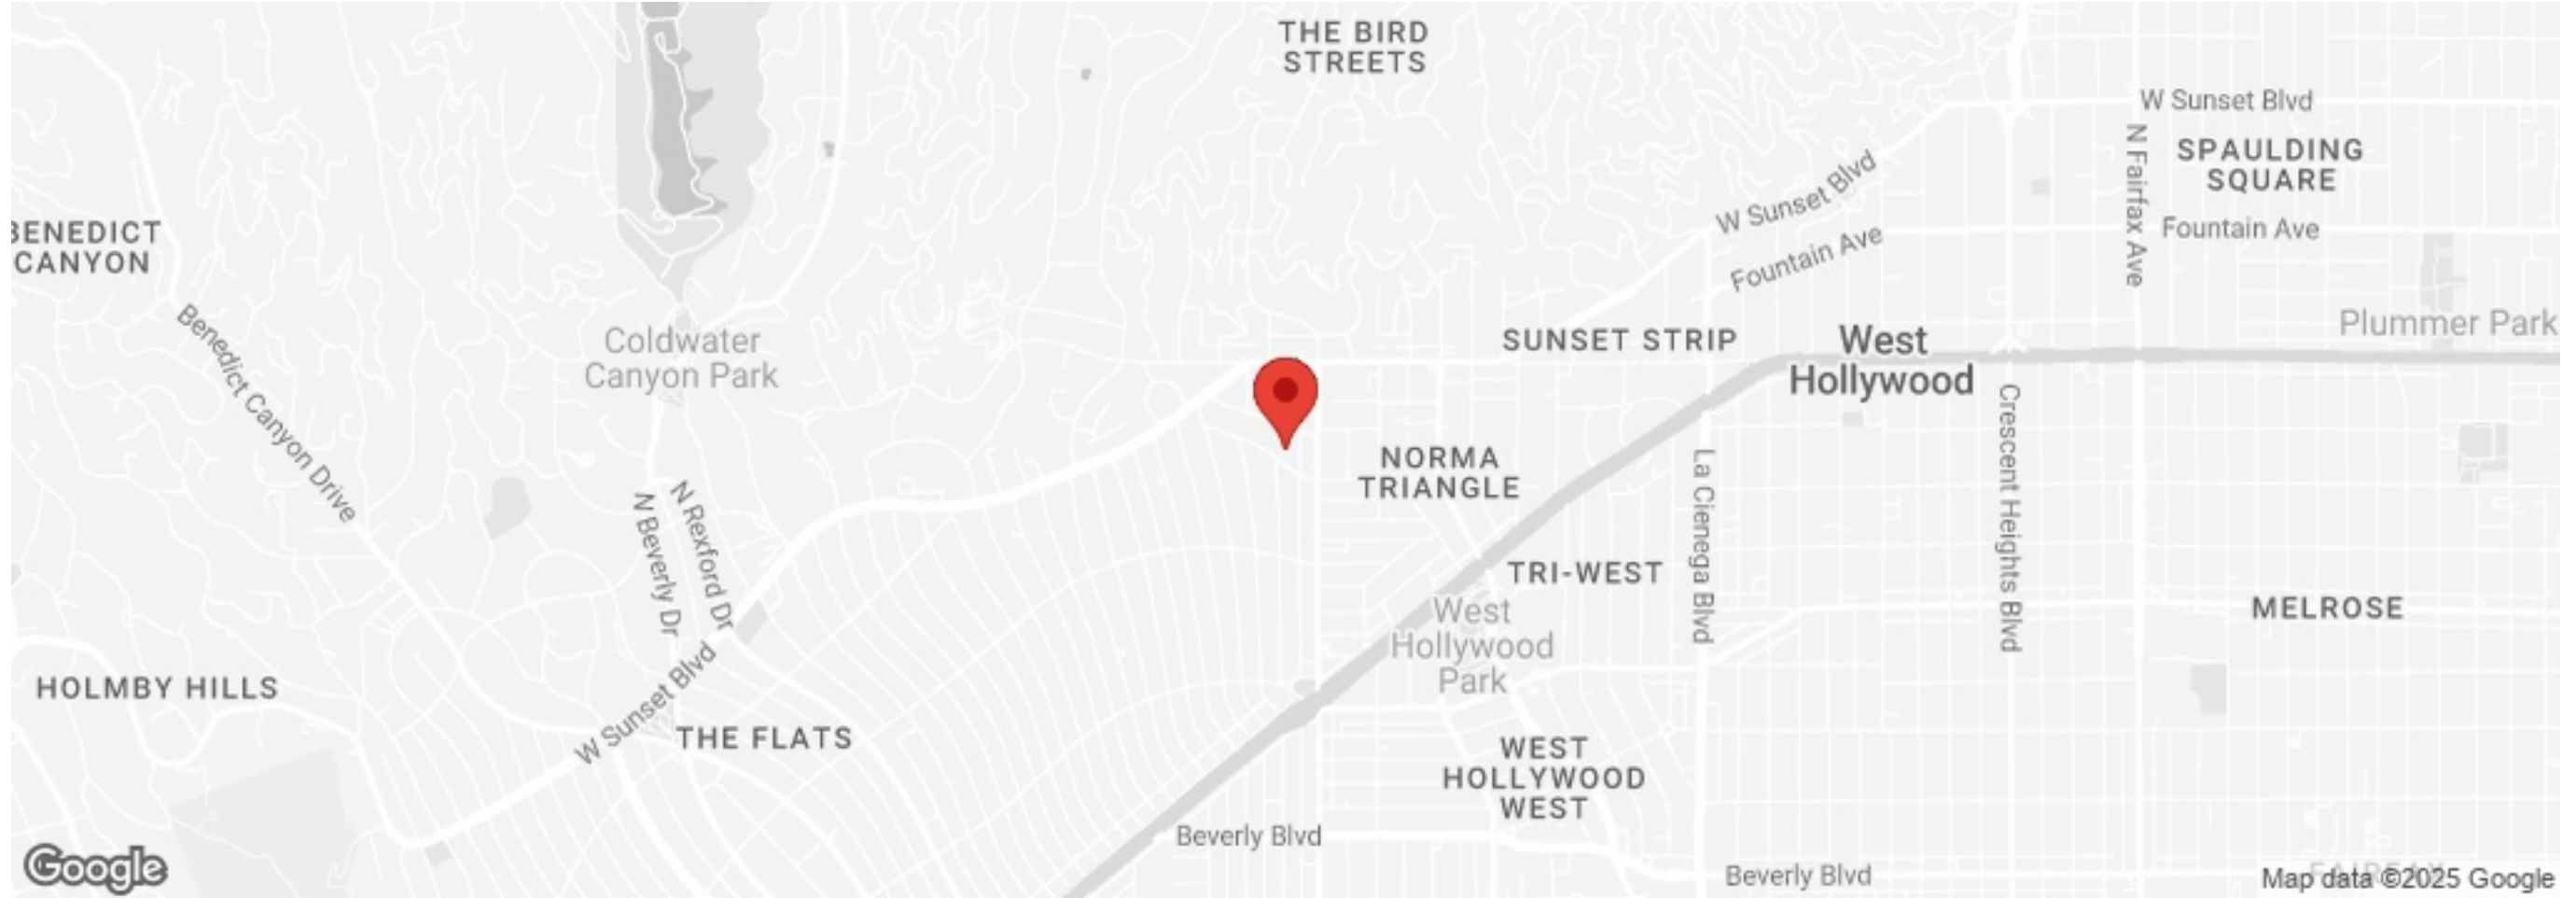 THE BIRD
STREETS
W Sunset Blvd
N Fairfax Ave
SPAULDING
SQUARE
W Sunset Blvd
Fountain Ave
Fountain Ave
BENEDICT
CANYON
Benedict Canyon Drive
Coldwater
Canyon Park
SUNSET STRIP
West
Hollywood
Plummer Park
Crescent Heights Blvd
NORMA
TRIANGLE
La Cienega Blvd
N Beverly Dr
N Rexford Dr
TRI-WEST
West
Hollywood
Park
MELROSE
HOLMBY HILLS
W Sunset Blvd
THE FLATS
WEST
HOLLYWOOD
WEST
Beverly Blvd
Beverly Blvd
FAIRFAX
Google
Map data ©2025 Google